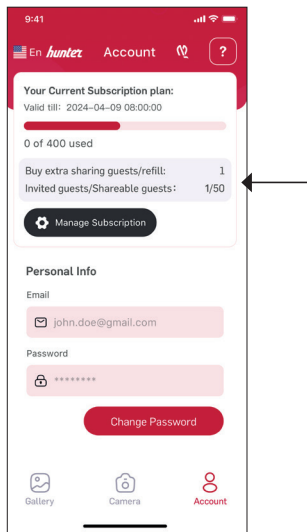 9:41
En hunter Account ?
Your Current Subscription plan:
Valid till: 2024-04-09 08:00:00
0 of 400 used
Buy extra sharing guests/refill: 1
Invited guests/Shareable guests: 1/50
Manage Subscription
Personal Info
Email
john.doe@gmail.com
Password
********
Change Password
Gallery Camera Account